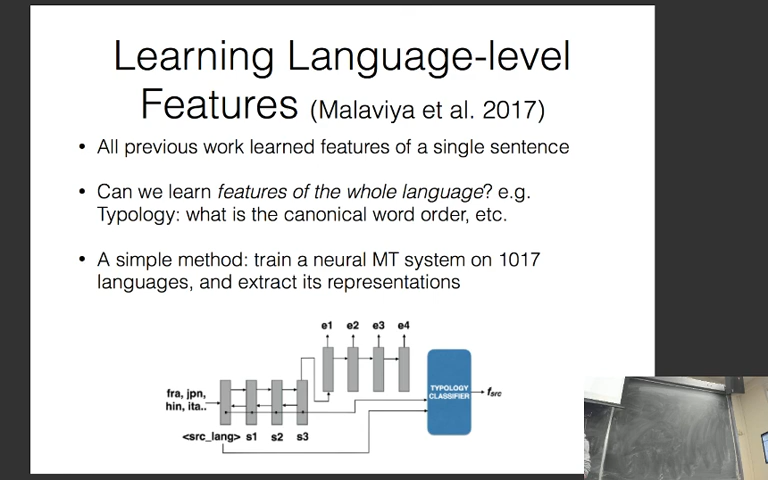 Learning Language-level
Features (Malaviya et al. 2017)
• All previous work learned features of a single sentence
• Can we learn features of the whole language? e.g.
Typology: what is the canonical word order, etc.
• A simple method: train a neural MT system on 1017
languages, and extract its representations
e1 e2 e3 e4
fra, jpn,
hin, ita..
TYPOLOGY
CLASSIFIER
fsrc
<src_lang> s1 s2 s3